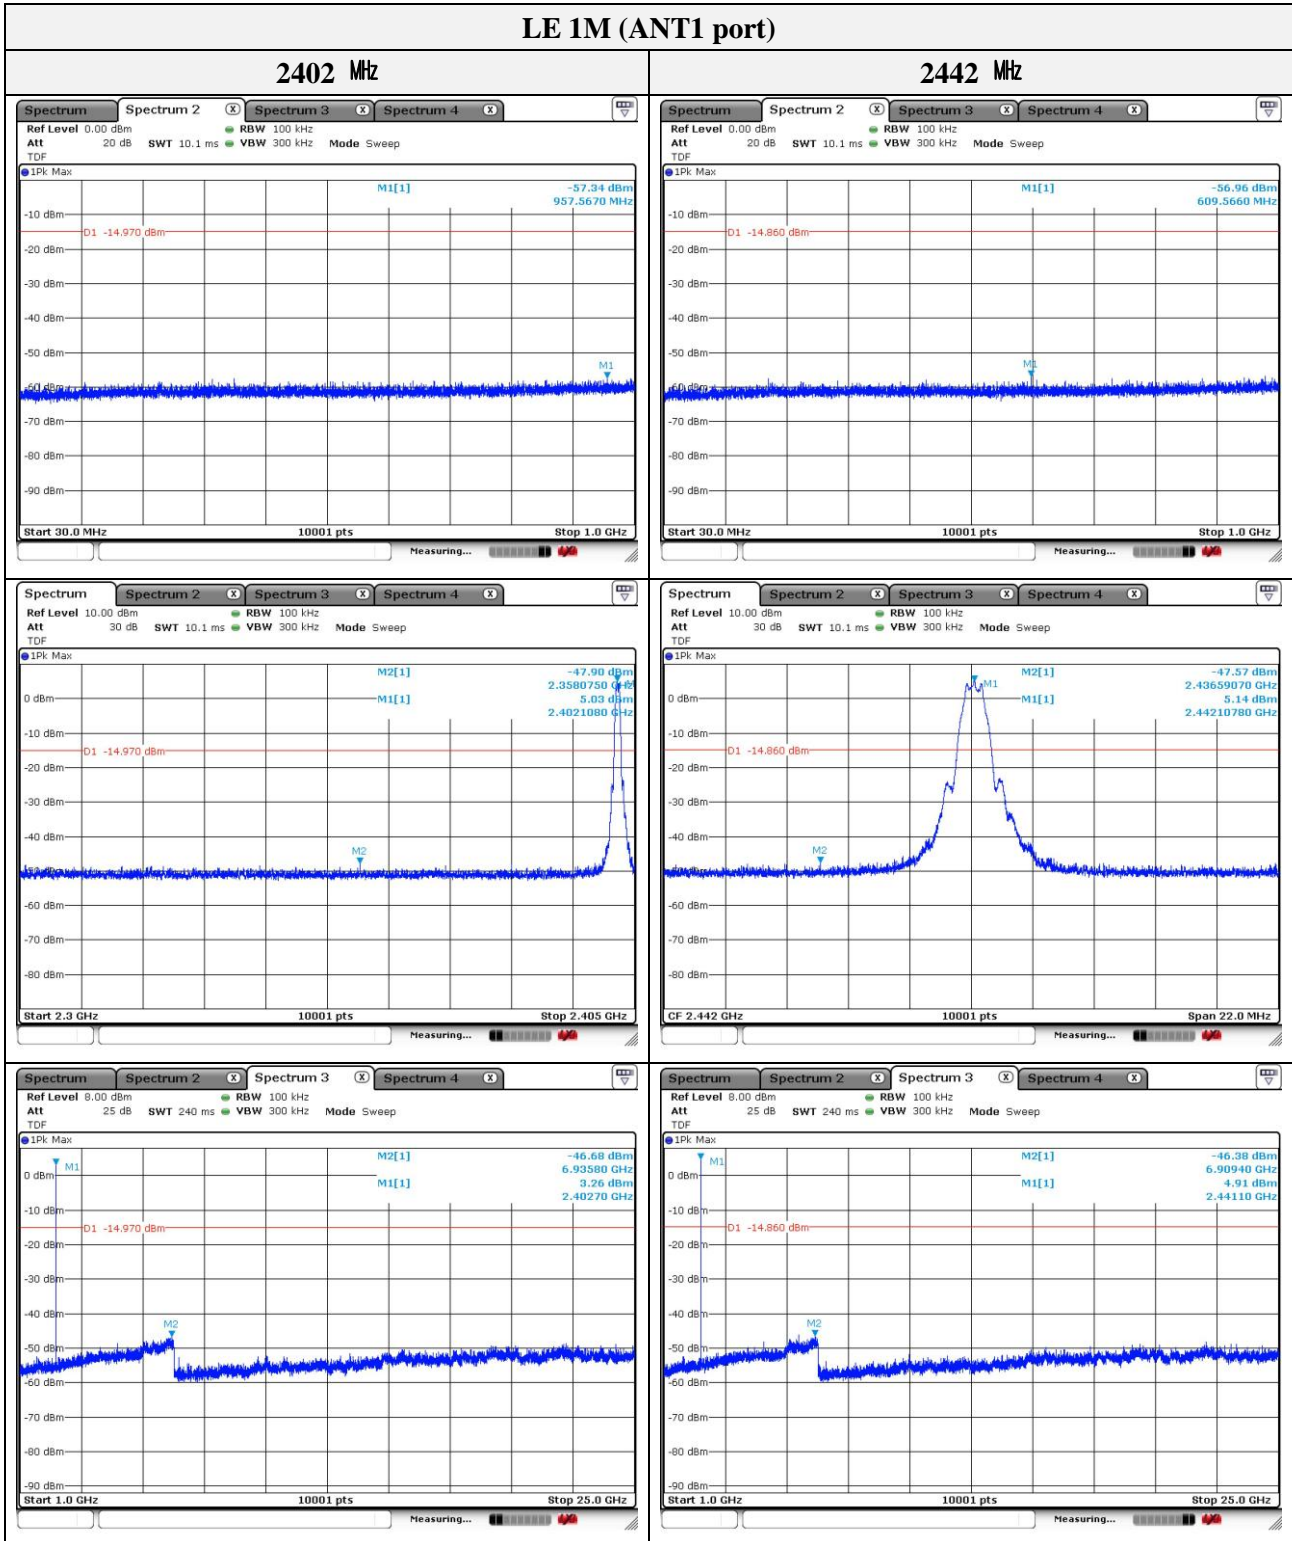 LE 1M (ANT1 port)
2402 ㎒
2442 ㎒
Spectrum Spectrum 2 X Spectrum 3 X Spectrum 4 X
Ref Level 0.00 dBm RBW 100 kHz
Att 20 dB SWT 10.1 ms VBW 300 kHz Mode Sweep
TDF
1Pk Max
M1[1] -57.34 dBm
957.5670 MHz
-10 dBm
D1 -14.970 dBm
-20 dBm
-30 dBm
-40 dBm
-50 dBm
M1
-60 dBm
-70 dBm
-80 dBm
-90 dBm
Start 30.0 MHz 10001 pts Stop 1.0 GHz
Measuring...
Spectrum Spectrum 2 X Spectrum 3 X Spectrum 4 X
Ref Level 0.00 dBm RBW 100 kHz
Att 20 dB SWT 10.1 ms VBW 300 kHz Mode Sweep
TDF
1Pk Max
M1[1] -56.96 dBm
609.5660 MHz
-10 dBm
D1 -14.860 dBm
-20 dBm
-30 dBm
-40 dBm
-50 dBm
M1
-60 dBm
-70 dBm
-80 dBm
-90 dBm
Start 30.0 MHz 10001 pts Stop 1.0 GHz
Measuring...
Spectrum Spectrum 2 X Spectrum 3 X Spectrum 4 X
Ref Level 10.00 dBm RBW 100 kHz
Att 30 dB SWT 10.1 ms VBW 300 kHz Mode Sweep
TDF
1Pk Max
M2[1] -47.90 dBm
2.3580750 GHz
0 dBm M1[1] 5.03 dBm
2.4021080 GHz
-10 dBm
D1 -14.970 dBm
-20 dBm
-30 dBm
-40 dBm
M2
-50 dBm
-60 dBm
-70 dBm
-80 dBm
Start 2.3 GHz 10001 pts Stop 2.405 GHz
Measuring...
Spectrum Spectrum 2 X Spectrum 3 X Spectrum 4 X
Ref Level 10.00 dBm RBW 100 kHz
Att 30 dB SWT 10.1 ms VBW 300 kHz Mode Sweep
TDF
1Pk Max
M2[1] -47.57 dBm
M1 2.43659070 GHz
0 dBm M1[1] 5.14 dBm
2.44210780 GHz
-10 dBm
D1 -14.860 dBm
-20 dBm
-30 dBm
-40 dBm
M2
-50 dBm
-60 dBm
-70 dBm
-80 dBm
CF 2.442 GHz 10001 pts Span 22.0 MHz
Measuring...
Spectrum Spectrum 2 X Spectrum 3 X Spectrum 4 X
Ref Level 8.00 dBm RBW 100 kHz
Att 25 dB SWT 240 ms VBW 300 kHz Mode Sweep
TDF
1Pk Max
M2[1] -46.68 dBm
M1 6.93580 GHz
0 dBm M1[1] 3.26 dBm
2.40270 GHz
-10 dBm
D1 -14.970 dBm
-20 dBm
-30 dBm
-40 dBm
M2
-50 dBm
-60 dBm
-70 dBm
-80 dBm
-90 dBm
Start 1.0 GHz 10001 pts Stop 25.0 GHz
Measuring...
Spectrum Spectrum 2 X Spectrum 3 X Spectrum 4 X
Ref Level 8.00 dBm RBW 100 kHz
Att 25 dB SWT 240 ms VBW 300 kHz Mode Sweep
TDF
1Pk Max
M2[1] -46.38 dBm
M1 6.90940 GHz
0 dBm M1[1] 4.91 dBm
2.44110 GHz
-10 dBm
D1 -14.860 dBm
-20 dBm
-30 dBm
-40 dBm
M2
-50 dBm
-60 dBm
-70 dBm
-80 dBm
-90 dBm
Start 1.0 GHz 10001 pts Stop 25.0 GHz
Measuring...